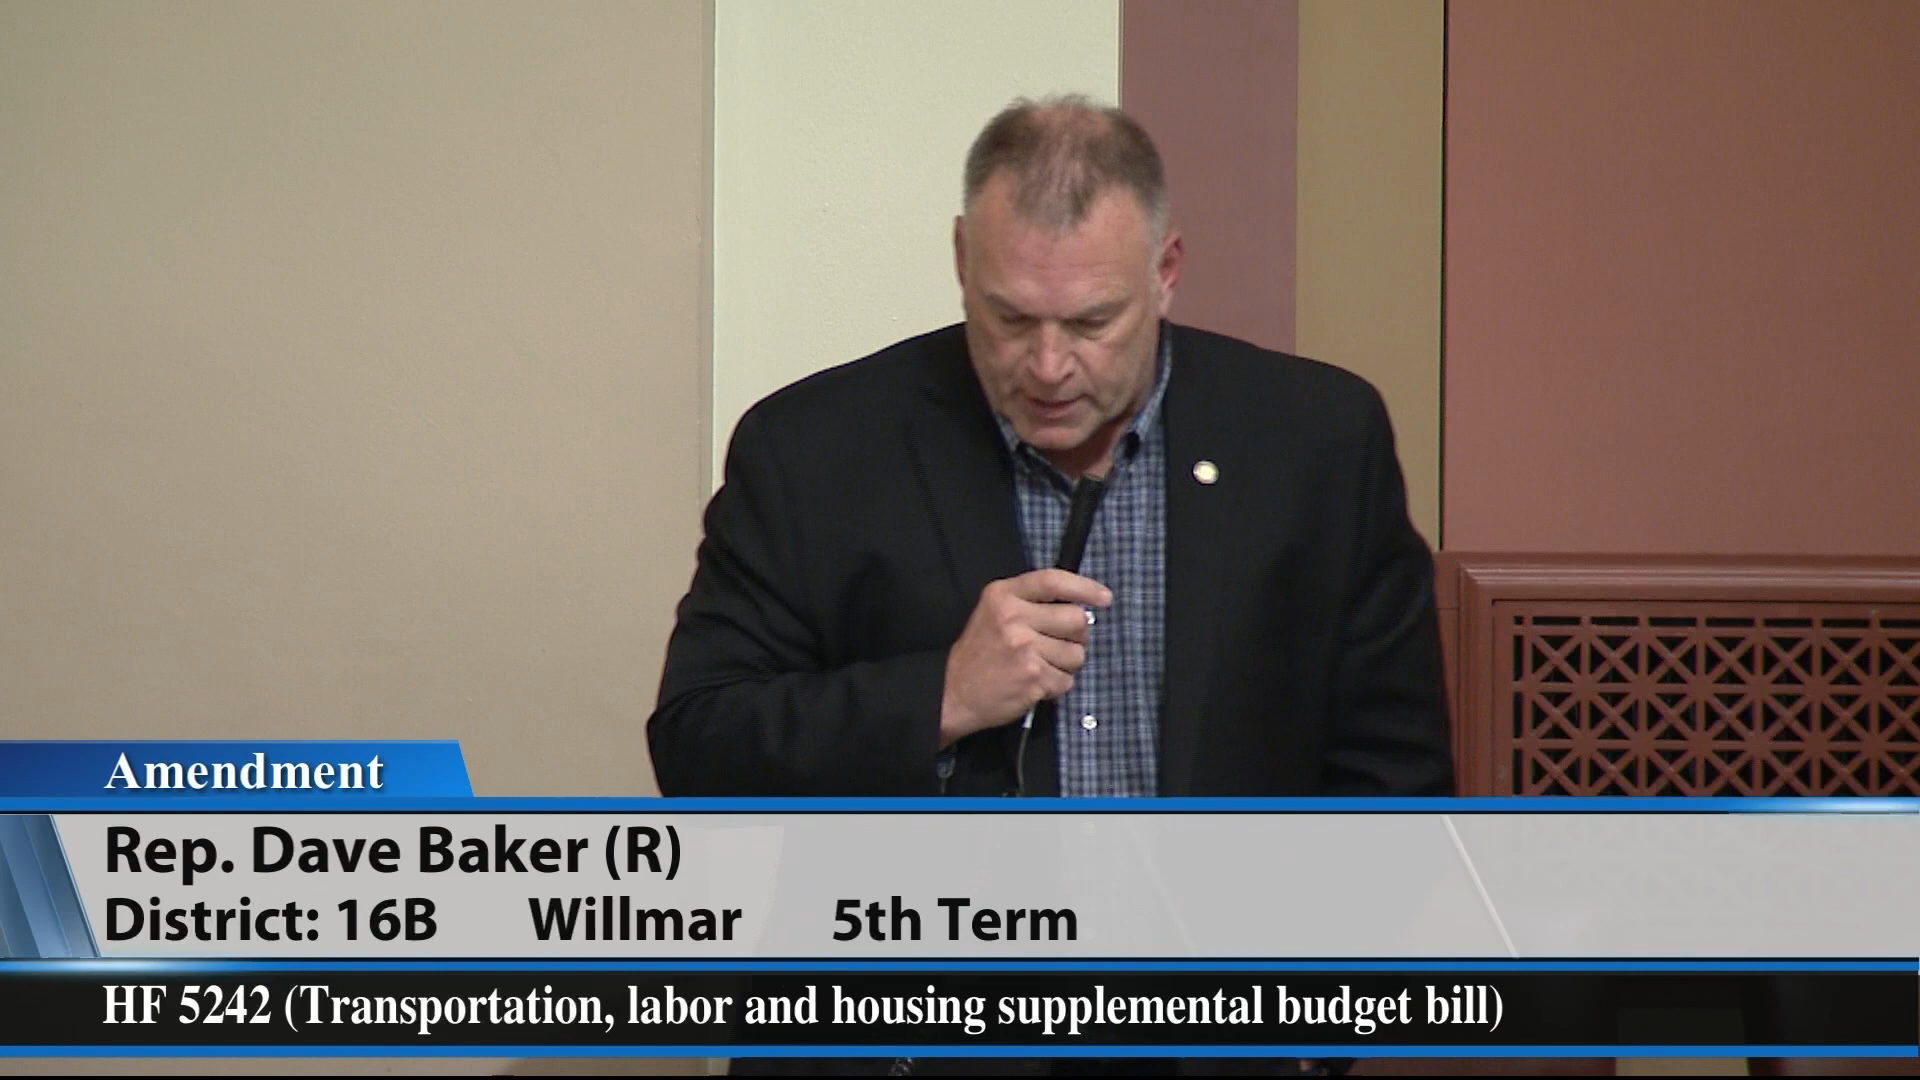 Amendment
Rep. Dave Baker (R)
District: 16B Willmar 5th Term
HF 5242 (Transportation, labor and housing supplemental budget bill)